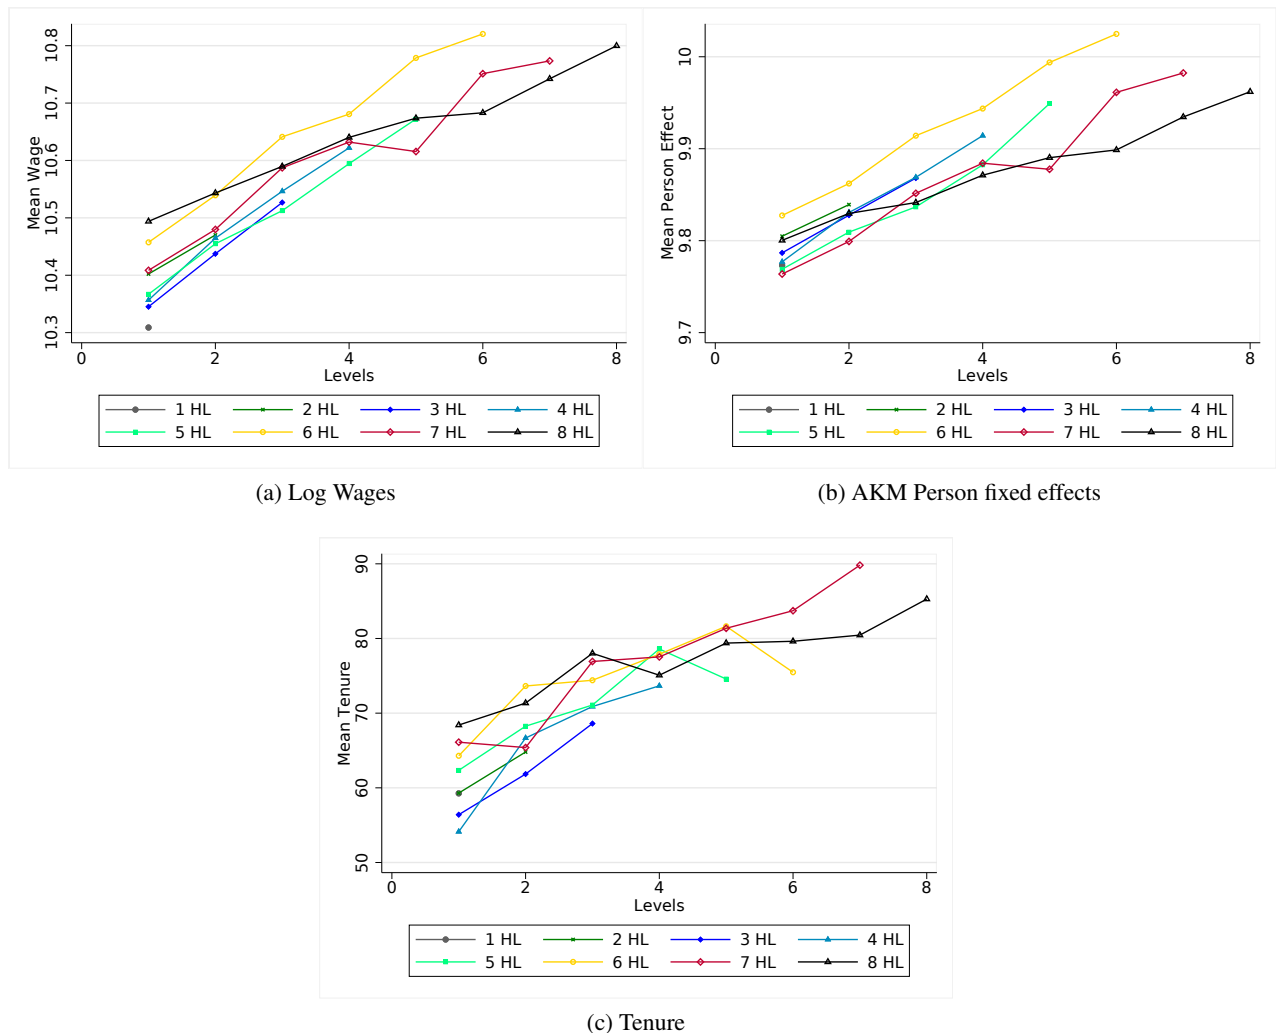 10.8
10.7
10.6
10.5
10.4
10.3
Mean Wage
0 2 4 6 8
Levels
1 HL 2 HL 3 HL 4 HL
5 HL 6 HL 7 HL 8 HL
(a) Log Wages
10
9.9
9.8
9.7
Mean Person Effect
0 2 4 6 8
Levels
1 HL 2 HL 3 HL 4 HL
5 HL 6 HL 7 HL 8 HL
(b) AKM Person fixed effects
90
80
70
60
50
Mean Tenure
0 2 4 6 8
Levels
1 HL 2 HL 3 HL 4 HL
5 HL 6 HL 7 HL 8 HL
(c) Tenure